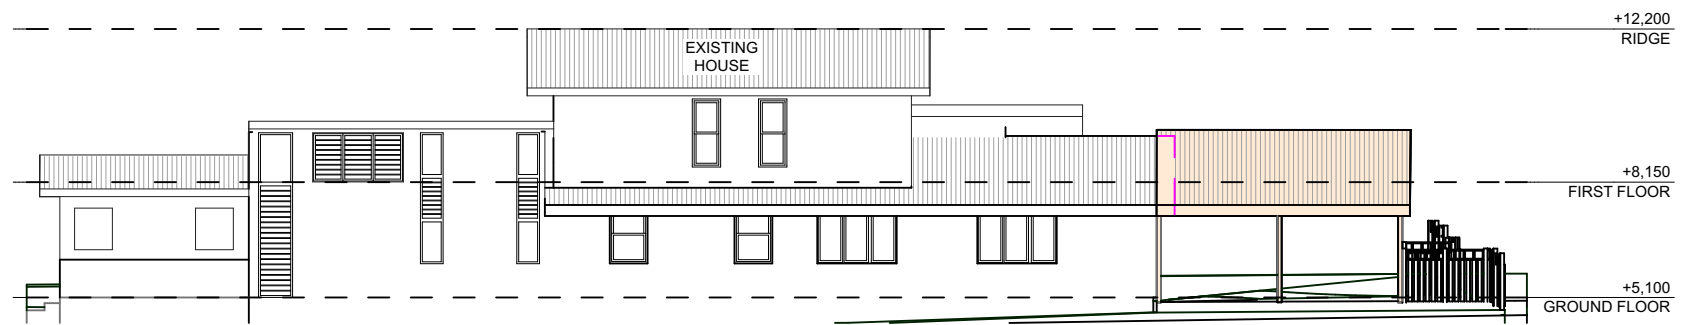 +12,200
RIDGE
EXISTING
HOUSE
+8,150
FIRST FLOOR
+5,100
GROUND FLOOR